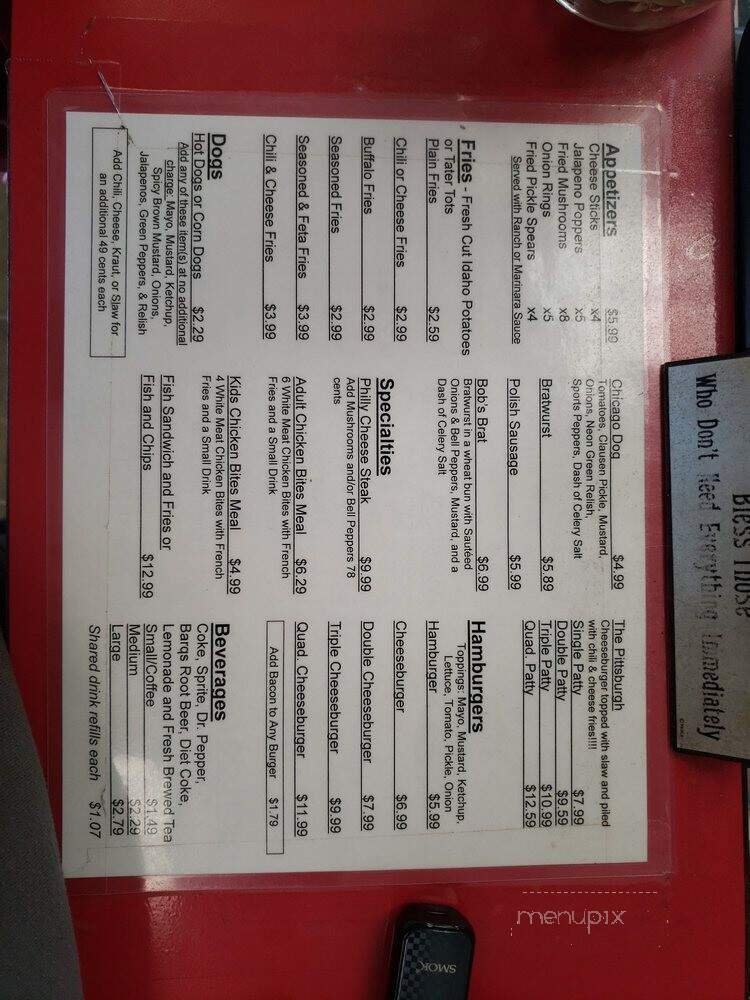 Appetizers $5.99
Cheese Sticks x4
Jalapeno Poppers x5
Fried Mushrooms x8
Onion Rings x5
Fried Pickle Spears x4
Served with Ranch or Marinara Sauce
Fries - Fresh Cut Idaho Potatoes
or Tater Tots
Plain Fries $2.59
Chili or Cheese Fries $2.99
Buffalo Fries $2.99
Seasoned Fries $2.99
Seasoned & Feta Fries $3.99
Chili & Cheese Fries $3.99
Dogs
Hot Dogs or Corn Dogs $2.29
Add any of these item(s) at no additional
charge: Mayo, Mustard, Ketchup,
Spicy Brown Mustard, Onions,
Jalapenos, Green Peppers, & Relish
Add Chili, Cheese, Kraut, or Slaw for
an additional 49 cents each
Chicago Dog $4.99
Tomatoes, Clausen Pickle, Mustard,
Onions, Neon Green Relish,
Sports Peppers, Dash of Celery Salt
Bratwurst $5.89
Polish Sausage $5.99
Bob's Brat $6.99
Bratwurst in a wheat bun with Sautéed
Onions & Bell Peppers, Mustard, and a
Dash of Celery Salt
Specialties
Philly Cheese Steak $9.99
Add Mushrooms and/or Bell Peppers 78
cents
Adult Chicken Bites Meal $6.29
6 White Meat Chicken Bites with French
Fries and a Small Drink
Kids Chicken Bites Meal $4.99
4 White Meat Chicken Bites with French
Fries and a Small Drink
Fish Sandwich and Fries or
Fish and Chips $12.99
The Pittsburgh
Cheeseburger topped with slaw and piled
with chili & cheese fries!!!!
Single Patty $7.99
Double Patty $9.59
Triple Patty $10.99
Quad. Patty $12.59
Hamburgers
Toppings: Mayo, Mustard, Ketchup,
Lettuce, Tomato, Pickle, Onion
Hamburger $5.99
Cheeseburger $6.99
Double Cheeseburger $7.99
Triple Cheeseburger $9.99
Quad. Cheeseburger $11.99
Add Bacon to Any Burger $1.79
Beverages
Coke, Sprite, Dr. Pepper,
Barqs Root Beer, Diet Coke,
Lemonade and Fresh Brewed Tea
Small/Coffee $1.49
Medium $2.29
Large $2.79
Shared drink refills each $1.07
Bless Those
Who Don't Need Everything Immediately
SMOK
menupix